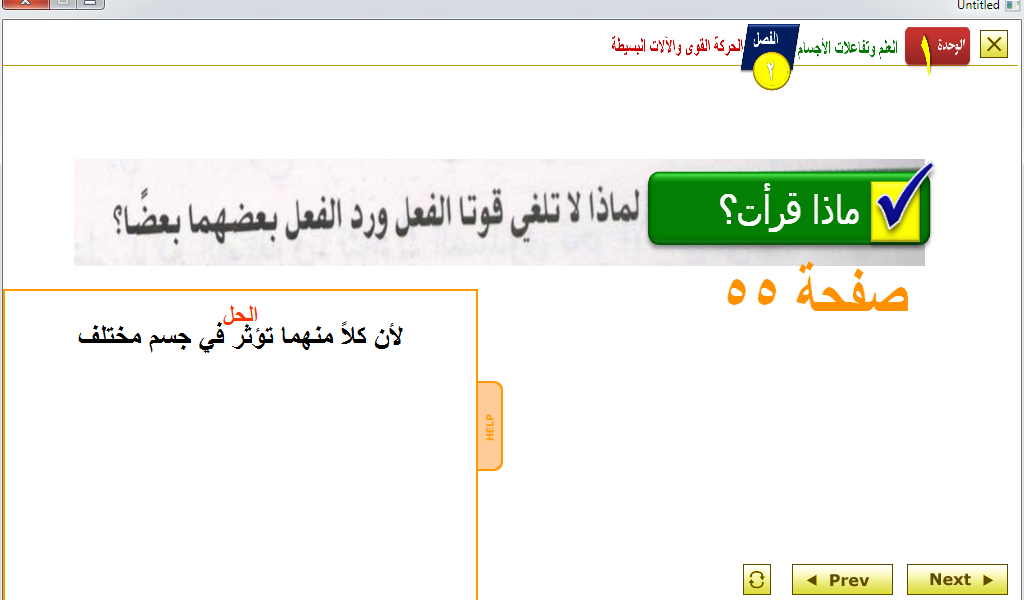 Untitled
الوحدة ١ العلم وتفاعلات الأجسام الفصل ٢ الحركة القوى والآلات البسيطة
ماذا قرأت؟ لماذا لا تلغي قوتا الفعل ورد الفعل بعضهما بعضًا؟
صفحة ٥٥
الحل
لأن كلاً منهما تؤثر في جسم مختلف
HELP
Prev
Next